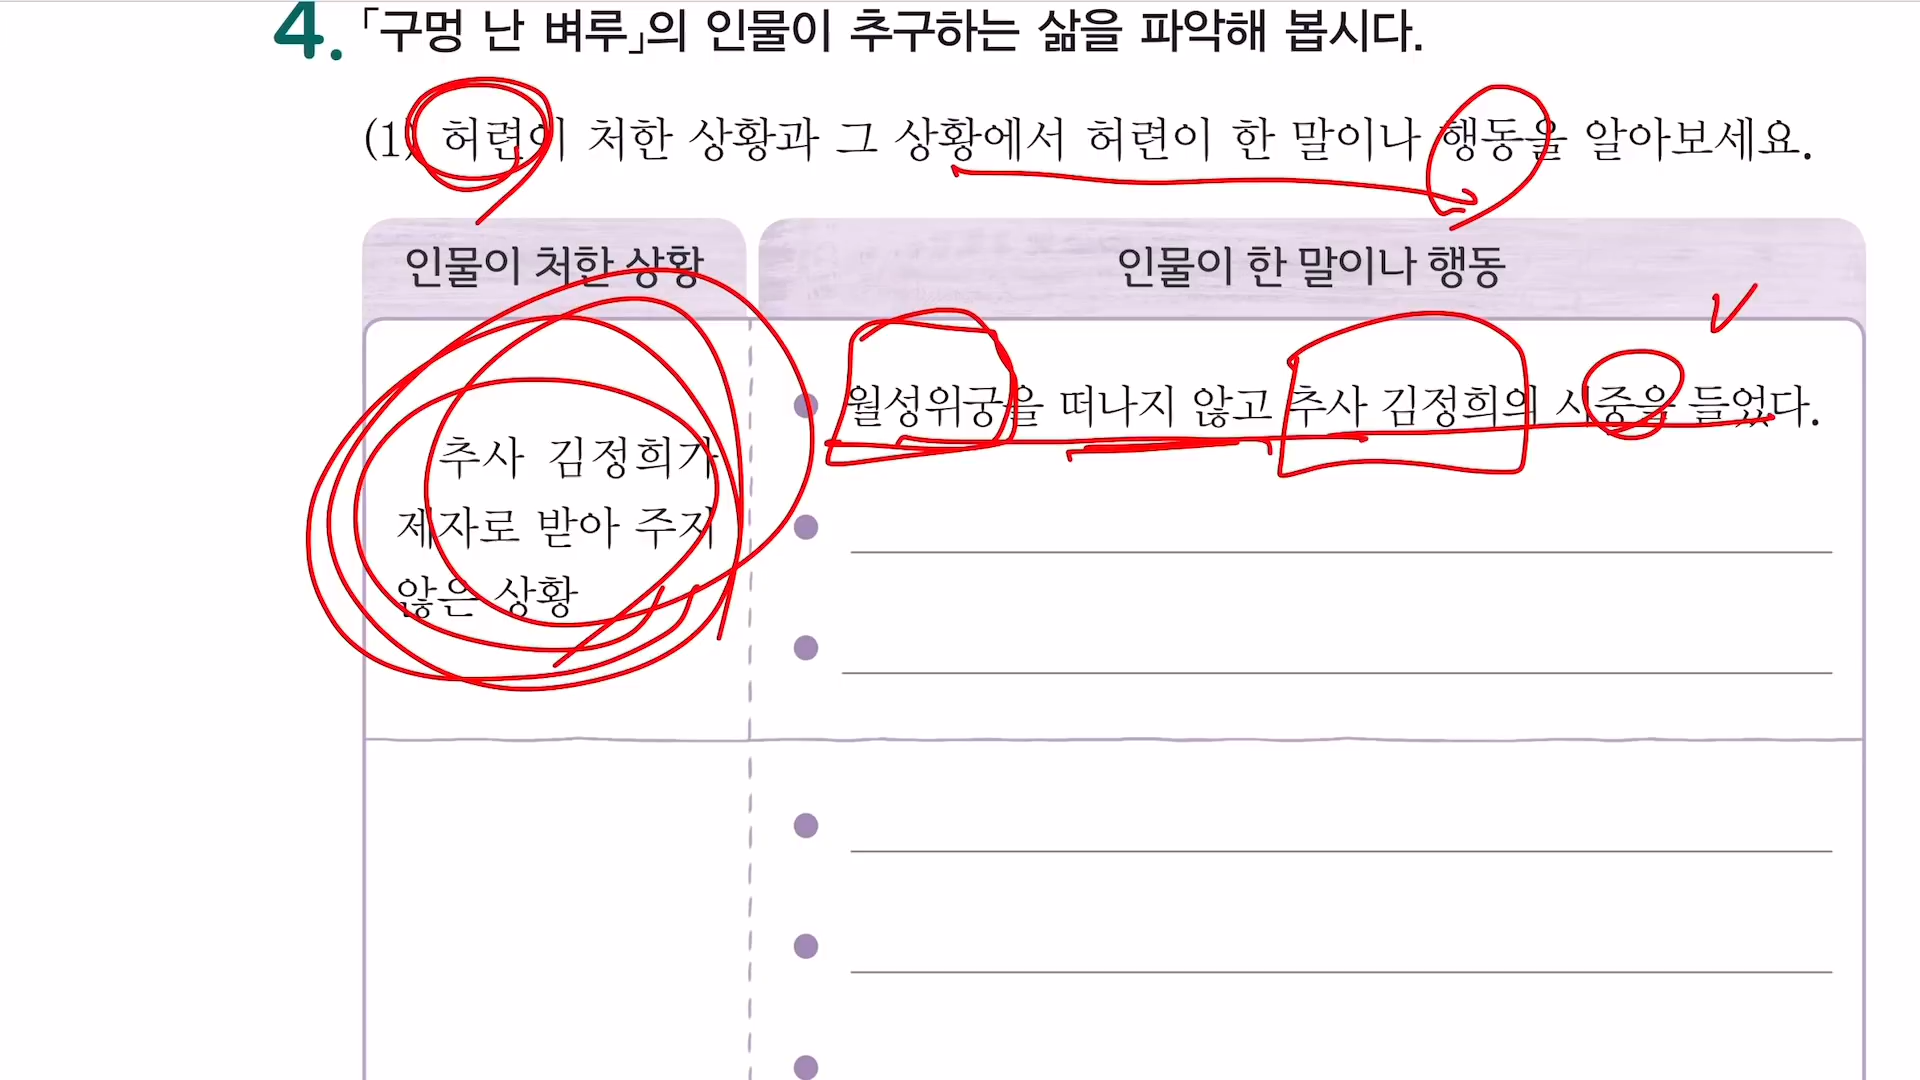 4. 「구멍 난 벼루」의 인물이 추구하는 삶을 파악해 봅시다.
(1) 허련이 처한 상황과 그 상황에서 허련이 한 말이나 행동을 알아보세요.
인물이 처한 상황
인물이 한 말이나 행동
추사 김정희가
제자로 받아 주지
않은 상황
월성위궁을 떠나지 않고 추사 김정희의 시중을 들었다.